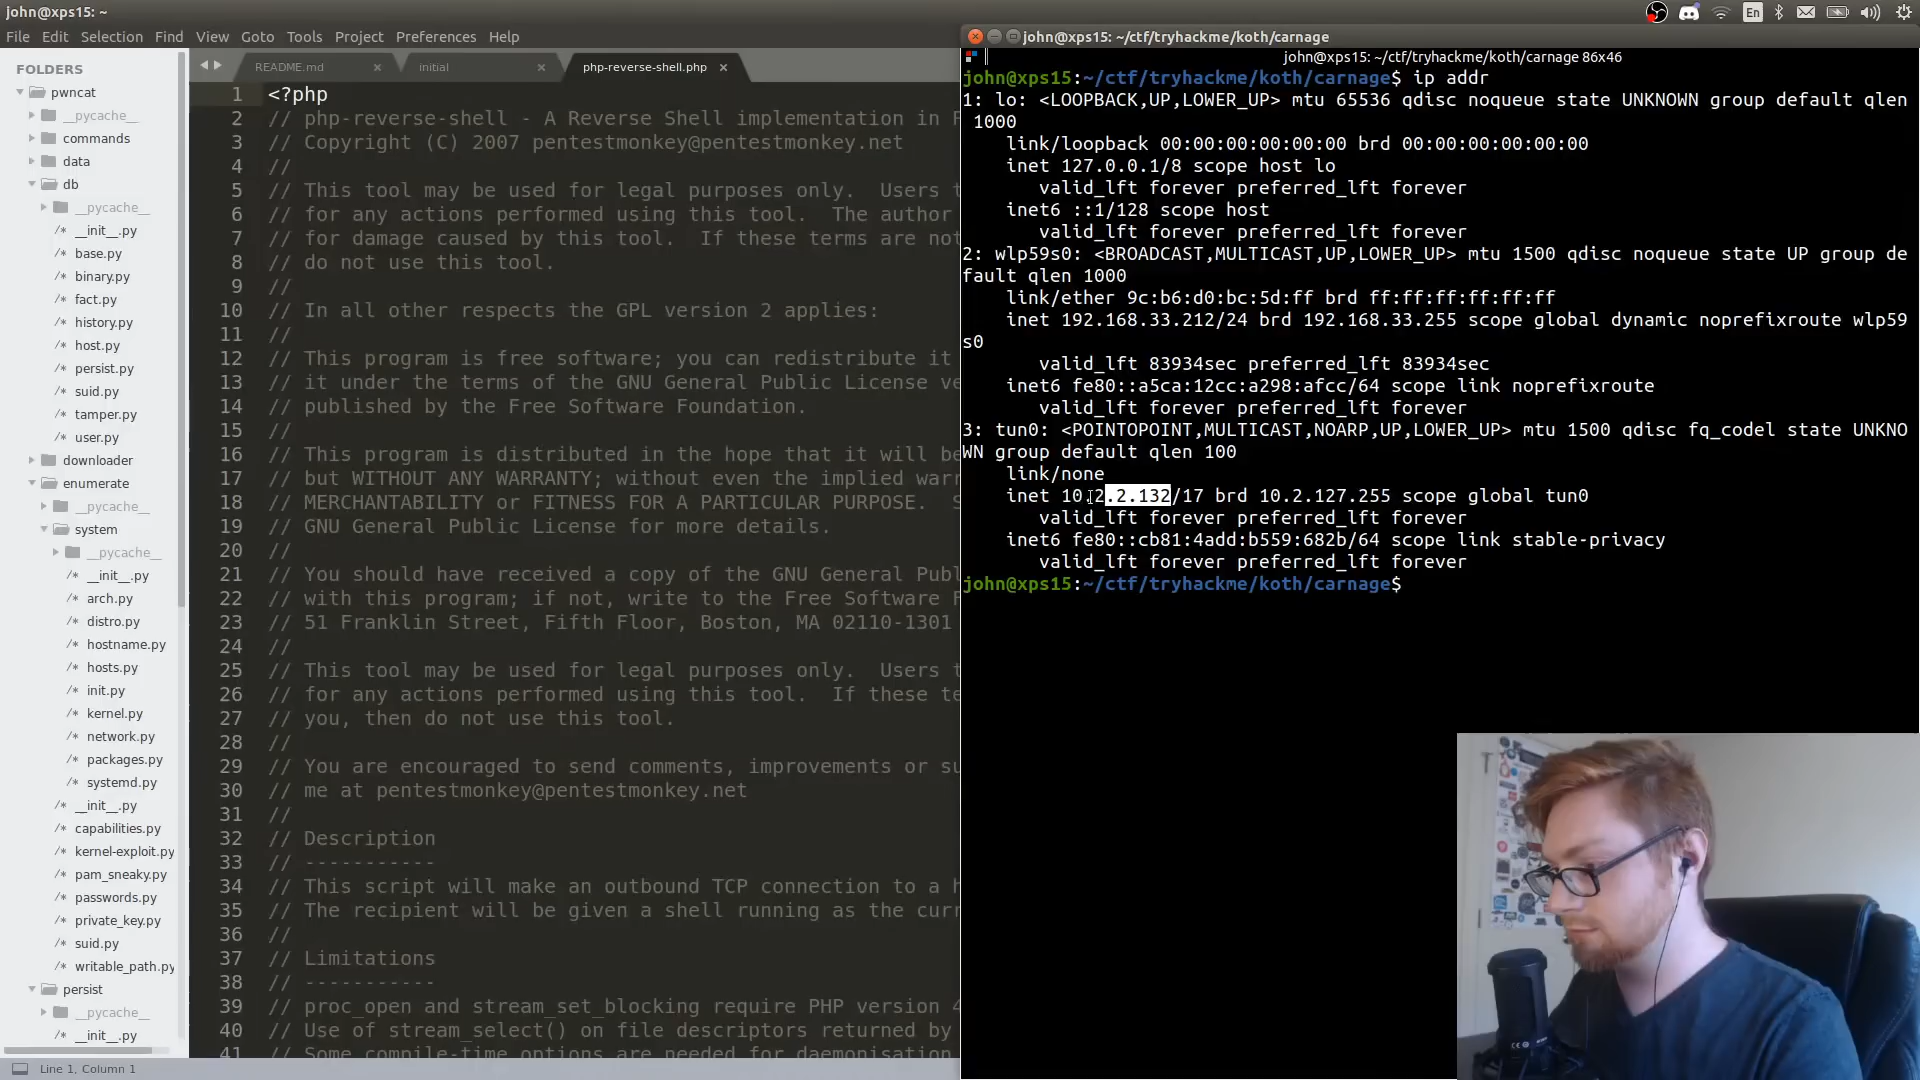 john@xps15: ~
En
File Edit Selection Find View Goto Tools Project Preferences Help
FOLDERS
pwncat
__pycache__
commands
data
db
__pycache__
/* __init__.py
/* base.py
/* binary.py
/* fact.py
/* history.py
/* host.py
/* persist.py
/* suid.py
/* tamper.py
/* user.py
downloader
enumerate
__pycache__
system
__pycache__
/* __init__.py
/* arch.py
/* distro.py
/* hostname.py
/* hosts.py
/* init.py
/* kernel.py
/* network.py
/* packages.py
/* systemd.py
/* __init__.py
/* capabilities.py
/* kernel-exploit.py
/* pam_sneaky.py
/* passwords.py
/* private_key.py
/* suid.py
/* writable_path.py
persist
__pycache__
/* __init__.py
README.md
initial
php-reverse-shell.php
1 <?php
2 // php-reverse-shell - A Reverse Shell implementation in
3 // Copyright (C) 2007 pentestmonkey@pentestmonkey.net
4 //
5 // This tool may be used for legal purposes only. Users
6 // for any actions performed using this tool. The author
7 // for damage caused by this tool. If these terms are not
8 // do not use this tool.
9 //
10 // In all other respects the GPL version 2 applies:
11 //
12 // This program is free software; you can redistribute it
13 // it under the terms of the GNU General Public License ve
14 // published by the Free Software Foundation.
15 //
16 // This program is distributed in the hope that it will be
17 // but WITHOUT ANY WARRANTY; without even the implied warr
18 // MERCHANTABILITY or FITNESS FOR A PARTICULAR PURPOSE. S
19 // GNU General Public License for more details.
20 //
21 // You should have received a copy of the GNU General Publ
22 // with this program; if not, write to the Free Software F
23 // 51 Franklin Street, Fifth Floor, Boston, MA 02110-1301
24 //
25 // This tool may be used for legal purposes only. Users t
26 // for any actions performed using this tool. If these te
27 // you, then do not use this tool.
28 //
29 // You are encouraged to send comments, improvements or su
30 // me at pentestmonkey@pentestmonkey.net
31 //
32 // Description
33 // -----------
34 // This script will make an outbound TCP connection to a h
35 // The recipient will be given a shell running as the curr
36 //
37 // Limitations
38 // -----------
39 // proc_open and stream_set_blocking require PHP version 4
40 // Use of stream_select() on file descriptors returned by
41 // Some compile-time options are needed for daemonisation
Line 1, Column 1
john@xps15: ~/ctf/tryhackme/koth/carnage
john@xps15: ~/ctf/tryhackme/koth/carnage 86x46
john@xps15:~/ctf/tryhackme/koth/carnage$ ip addr
1: lo: <LOOPBACK,UP,LOWER_UP> mtu 65536 qdisc noqueue state UNKNOWN group default qlen
1000
link/loopback 00:00:00:00:00:00 brd 00:00:00:00:00:00
inet 127.0.0.1/8 scope host lo
valid_lft forever preferred_lft forever
inet6 ::1/128 scope host
valid_lft forever preferred_lft forever
2: wlp59s0: <BROADCAST,MULTICAST,UP,LOWER_UP> mtu 1500 qdisc noqueue state UP group de
fault qlen 1000
link/ether 9c:b6:d0:bc:5d:ff brd ff:ff:ff:ff:ff:ff
inet 192.168.33.212/24 brd 192.168.33.255 scope global dynamic noprefixroute wlp59
s0
valid_lft 83934sec preferred_lft 83934sec
inet6 fe80::a5ca:12cc:a298:afcc/64 scope link noprefixroute
valid_lft forever preferred_lft forever
3: tun0: <POINTOPOINT,MULTICAST,NOARP,UP,LOWER_UP> mtu 1500 qdisc fq_codel state UNKNO
WN group default qlen 100
link/none
inet 10.2.2.132/17 brd 10.2.127.255 scope global tun0
valid_lft forever preferred_lft forever
inet6 fe80::cb81:4add:b559:682b/64 scope link stable-privacy
valid_lft forever preferred_lft forever
john@xps15:~/ctf/tryhackme/koth/carnage$